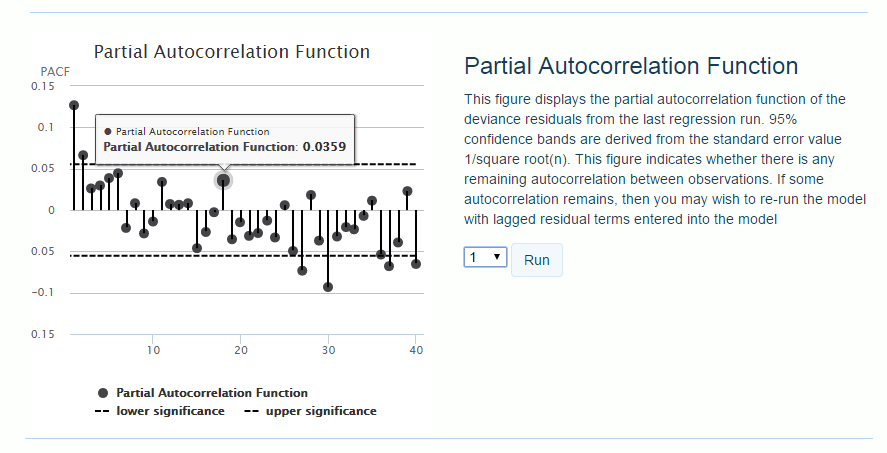 Partial Autocorrelation Function
PACF
0.15
0.1
0.05
0
0.05
−0.1
0.15
● Partial Autocorrelation Function
Partial Autocorrelation Function: 0.0359
10
20
30
40
Partial Autocorrelation Function
lower significance
upper significance
Partial Autocorrelation Function
This figure displays the partial autocorrelation function of the
deviance residuals from the last regression run. 95%
confidence bands are derived from the standard error value
1/square root(n). This figure indicates whether there is any
remaining autocorrelation between observations. If some
autocorrelation remains, then you may wish to re-run the model
with lagged residual terms entered into the model
1
Run